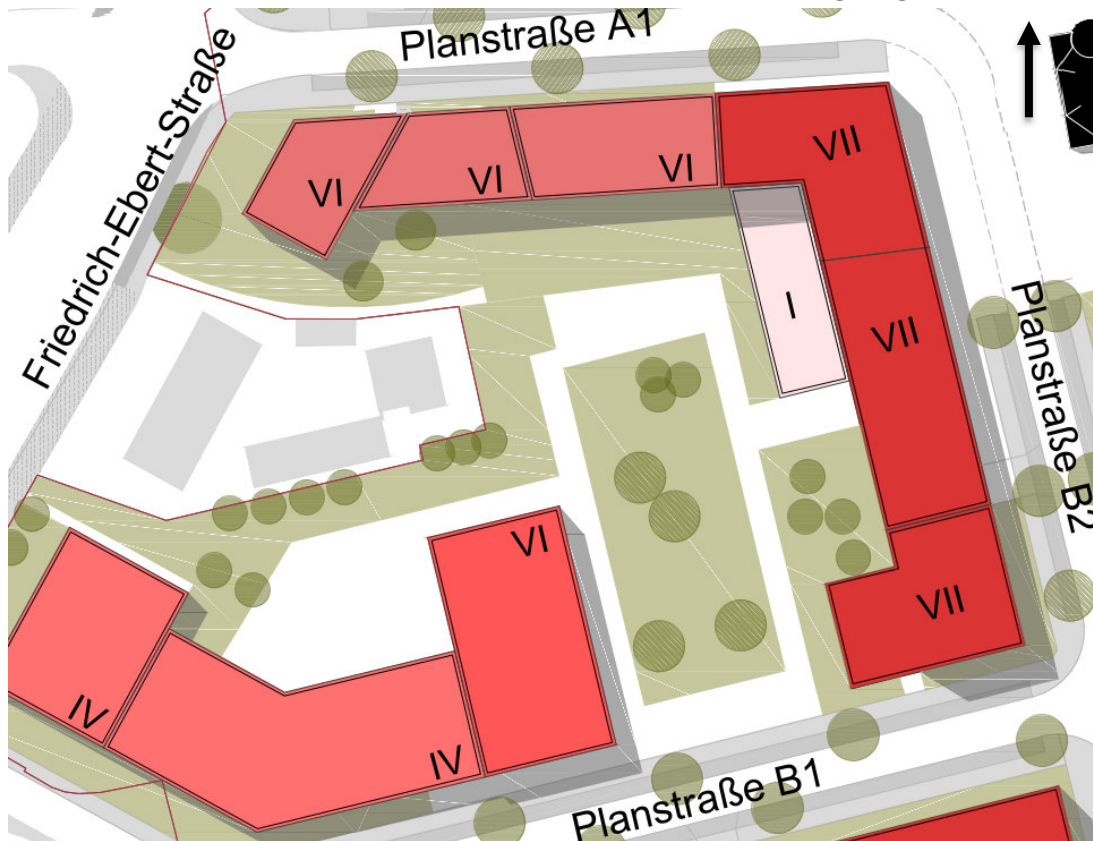 Planstraße A1
Friedrich-Ebert-Straße
VII
VI
VI
VI
I
VII
Planstraße B2
VI
VII
IV
IV
Planstraße B1